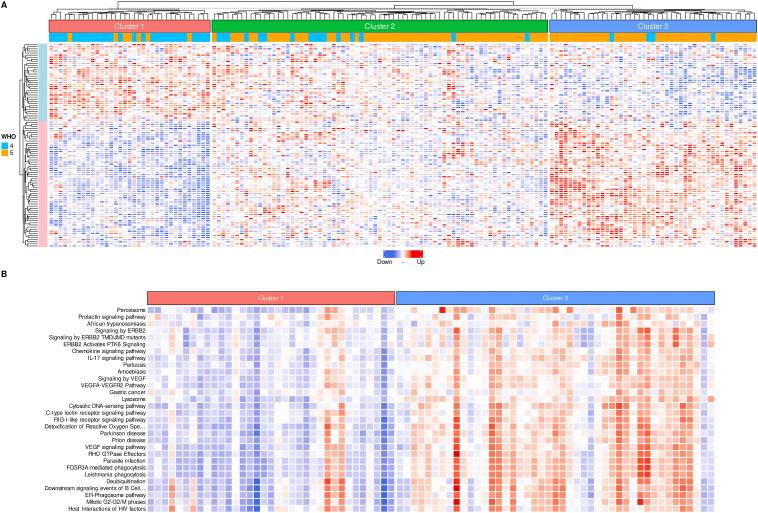 A
Cluster 1
Cluster 2
Cluster 3
WHO
4
5
Down - Up
B
Cluster 1
Cluster 3
Peroxisome
Prolactin signaling pathway
African trypanosomiasis
Signaling by ERBB2
Signaling by ERBB2 TMD/JMD mutants
ERBB2 Activates PTK6 Signaling
Chemokine signaling pathway
IL-17 signaling pathway
Pertussis
Amoebiasis
Signaling by VEGF
VEGFA-VEGFR2 Pathway
Gastric cancer
Lysosome
Cytosolic DNA-sensing pathway
C-type lectin receptor signaling pathway
RIG-I-like receptor signaling pathway
Detoxification of Reactive Oxygen Spe...
Parkinson disease
Prion disease
VEGF signaling pathway
RHO GTPase Effectors
Parasite infection
FCGR3A-mediated phagocytosis
Leishmania phagocytosis
Deubiquitination
Downstream signaling events of B Cell...
ER-Phagosome pathway
Mitotic G2-G2/M phases
Host Interactions of HIV factors